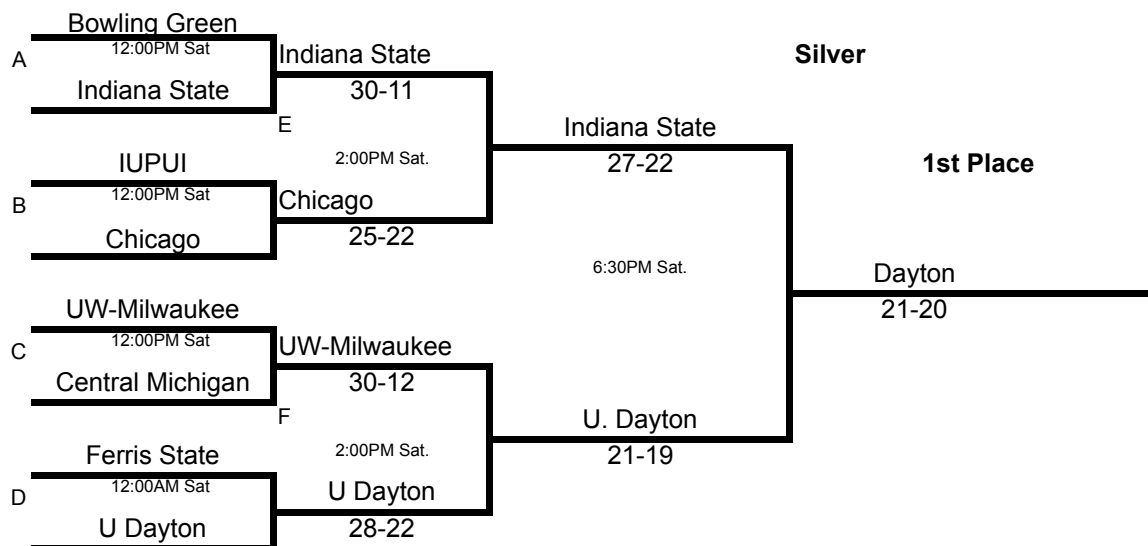 Bowling Green
12:00PM Sat
A
Indiana State
Indiana State
30-11
Silver
E
Indiana State
27-22
IUPUI
2:00PM Sat.
1st Place
12:00PM Sat
B
Chicago
Chicago
25-22
6:30PM Sat.
Dayton
21-20
UW-Milwaukee
12:00PM Sat
C
Central Michigan
UW-Milwaukee
30-12
F
U. Dayton
21-19
Ferris State
2:00PM Sat.
12:00AM Sat
D
U Dayton
U Dayton
28-22